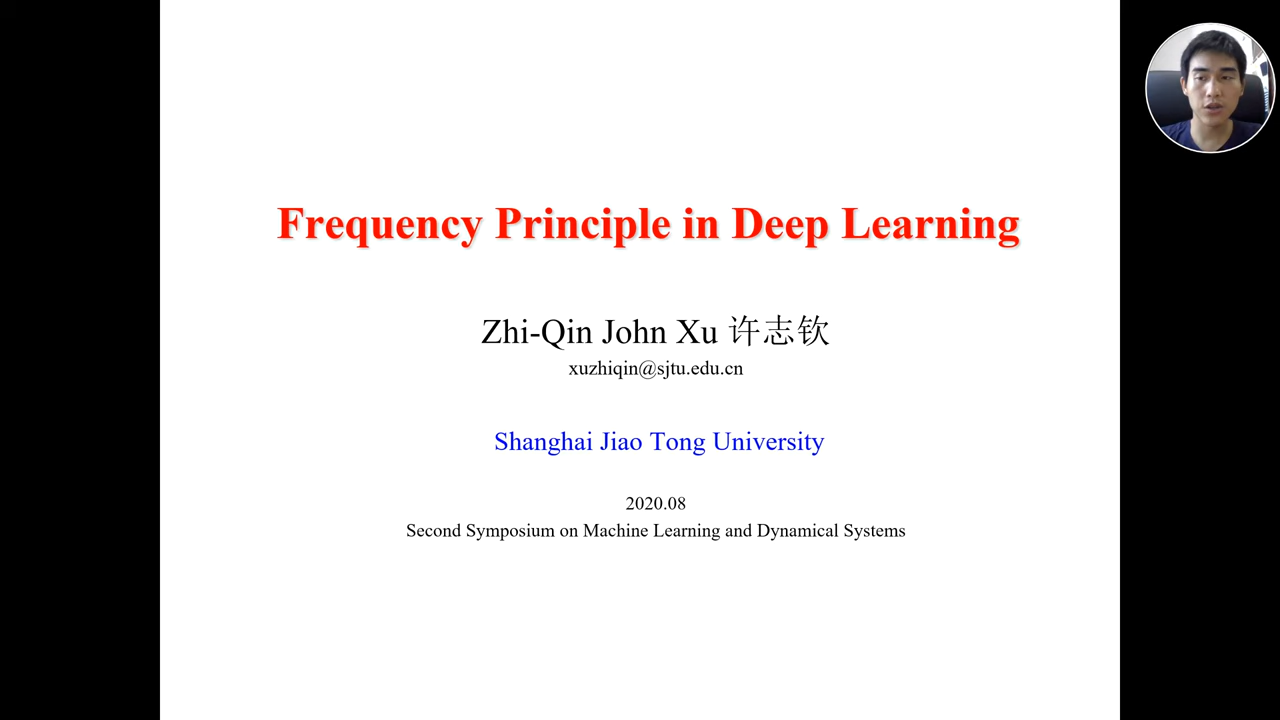 Frequency Principle in Deep Learning
Zhi-Qin John Xu 许志钦
xuzhiqin@sjtu.edu.cn
Shanghai Jiao Tong University
2020.08
Second Symposium on Machine Learning and Dynamical Systems